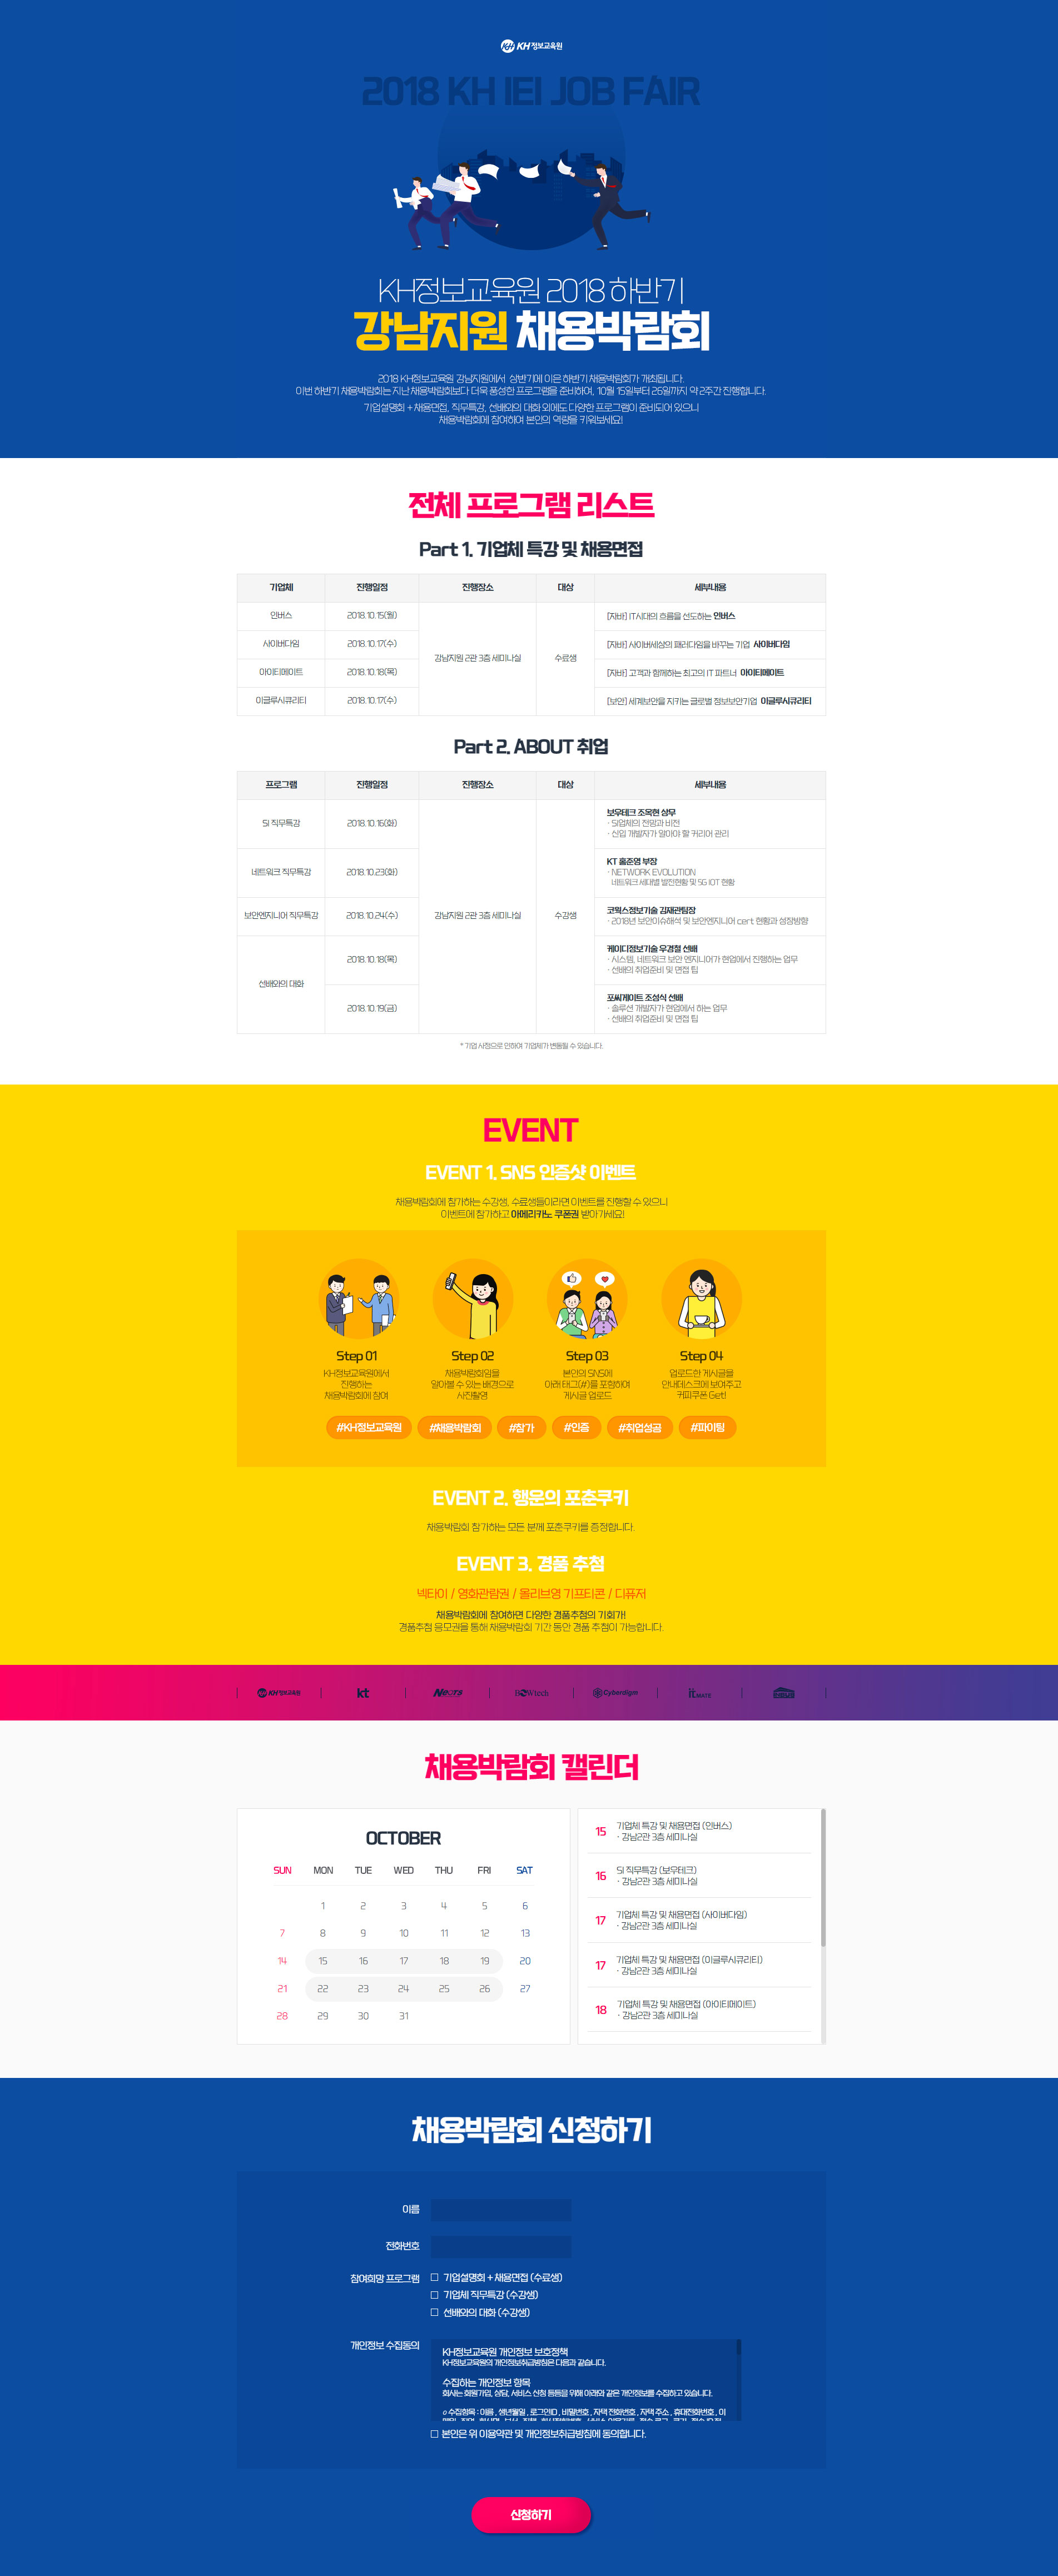 KH KH정보교육원
2018 KH IEI JOB FAIR
KH정보교육원 2018 하반기
강남지원 채용박람회
2018 KH정보교육원 강남지원에서 상반기에 이은 하반기 채용박람회가 개최됩니다.
이번 하반기 채용박람회는 지난 채용박람회보다 더욱 풍성한 프로그램을 준비하여, 10월 15일부터 26일까지 약 2주간 진행합니다.
기업설명회 + 채용면접, 직무특강, 선배와의 대화 외에도 다양한 프로그램이 준비되어 있으니
채용박람회에 참여하여 본인의 역량을 키워보세요!
전체 프로그램 리스트
Part 1. 기업체 특강 및 채용면접
기업체 진행일정 진행장소 대상 세부내용
인버스 2018.10.15(월) [자바] IT시대의 흐름을 선도하는 인버스
사이버다임 2018.10.17(수) [자바] 사이버세상의 패러다임을 바꾸는 기업 사이버다임
강남지원 2관 3층 세미나실 수료생
아이티메이트 2018.10.18(목) [자바] 고객과 함께하는 최고의 IT 파트너 아이티메이트
이글루시큐리티 2018.10.17(수) [보안] 세계보안을 지키는 글로벌 정보보안기업 이글루시큐리티
Part 2. ABOUT 취업
프로그램 진행일정 진행장소 대상 세부내용
SI 직무특강 2018.10.16(화)
보우테크 조옥현 상무
· SI업체의 전망과 비전
· 신입 개발자가 알아야 할 커리어 관리
네트워크 직무특강 2018.10.23(화)
KT 홍준영 부장
· NETWORK EVOLUTION
네트워크 세대별 발전현황 및 5G IOT 현황
보안엔지니어 직무특강 2018.10.24(수) 강남지원 2관 3층 세미나실 수강생
코웍스정보기술 김재관팀장
· 2018년 보안이슈해석 및 보안엔지니어 cert 현황과 성장방향
선배와의 대화
2018.10.18(목)
케이디정보기술 우경철 선배
· 시스템, 네트워크 보안 엔지니어가 현업에서 진행하는 업무
· 선배의 취업준비 및 면접 팁
2018.10.19(금)
포씨게이트 조성식 선배
· 솔루션 개발자가 현업에서 하는 업무
· 선배의 취업준비 및 면접 팁
* 기업 사정으로 인하여 기업체가 변동될 수 있습니다.
EVENT
EVENT 1. SNS 인증샷 이벤트
채용박람회에 참가하는 수강생, 수료생들이라면 이벤트를 진행할 수 있으니
이벤트에 참가하고 아메리카노 쿠폰권 받아가세요!
Step 01 Step 02 Step 03 Step 04
KH정보교육원에서
진행하는
채용박람회에 참여
채용박람회임을
알아볼 수 있는 배경으로
사진촬영
본인의 SNS에
아래 태그(#)를 포함하여
게시글 업로드
업로드한 게시글을
안내데스크에 보여주고
커피쿠폰 Get!
#KH정보교육원 #채용박람회 #참가 #인증 #취업성공 #파이팅
EVENT 2. 행운의 포춘쿠키
채용박람회 참가하는 모든 분께 포춘쿠키를 증정합니다.
EVENT 3. 경품 추첨
넥타이 / 영화관람권 / 올리브영 기프티콘 / 디퓨저
채용박람회에 참여하면 다양한 경품추첨의 기회가!
경품추첨 응모권을 통해 채용박람회 기간 동안 경품 추첨이 가능합니다.
KH KH정보교육원 kt BOWtech Cyberdigm it MATE
채용박람회 캘린더
OCTOBER
SUN MON TUE WED THU FRI SAT
1 2 3 4 5 6
7 8 9 10 11 12 13
14 15 16 17 18 19 20
21 22 23 24 25 26 27
28 29 30 31
15 기업체 특강 및 채용면접 (인버스)
· 강남2관 3층 세미나실
16 SI 직무특강 (보우테크)
· 강남2관 3층 세미나실
17 기업체 특강 및 채용면접 (사이버다임)
· 강남2관 3층 세미나실
17 기업체 특강 및 채용면접 (이글루시큐리티)
· 강남2관 3층 세미나실
18 기업체 특강 및 채용면접 (아이티메이트)
· 강남2관 3층 세미나실
채용박람회 신청하기
이름
전화번호
참여희망 프로그램
기업설명회 + 채용면접 (수료생)
기업체 직무특강 (수강생)
선배와의 대화 (수강생)
개인정보 수집동의
KH정보교육원 개인정보 보호정책
KH정보교육원의 개인정보취급방침은 다음과 같습니다.
수집하는 개인정보 항목
회사는 회원가입, 상담, 서비스 신청 등등을 위해 아래와 같은 개인정보를 수집하고 있습니다.
ο 수집항목 : 이름 , 생년월일 , 로그인ID , 비밀번호 , 자택 전화번호 , 자택 주소 , 휴대전화번호 , 이
본인은 위 이용약관 및 개인정보취급방침에 동의합니다.
신청하기